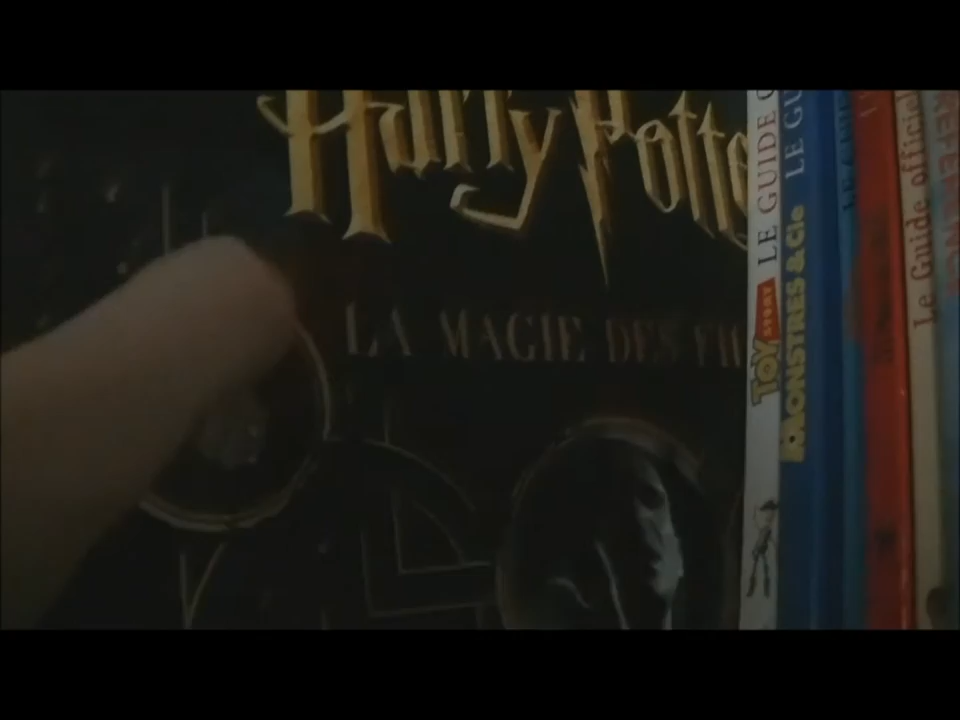 Harry Potte
LA MAGIE DES FI
TOY STORY LE GUIDE
MONSTRES & Cie LE GU
Le Guide officiel